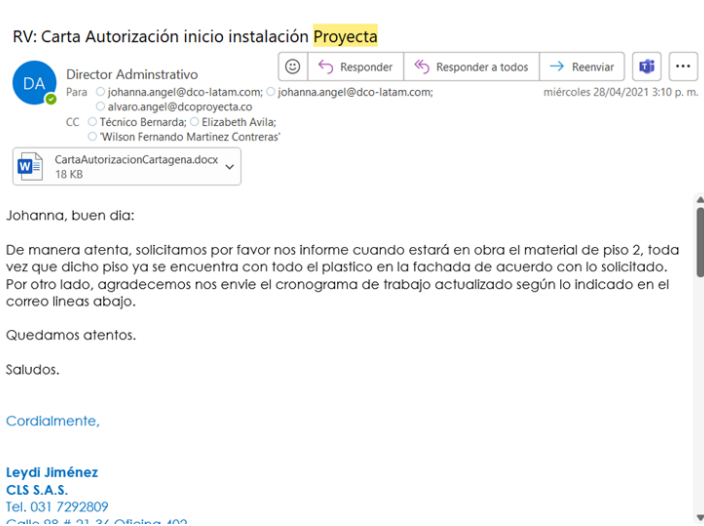 RV: Carta Autorización inicio instalación Proyecta
Responder
Responder a todos
Reenviar
DA
Director Adminstrativo
Para johanna.angel@dco-latam.com; johanna.angel@dco-latam.com;
alvaro.angel@dcoproyecta.co
miércoles 28/04/2021 3:10 p. m.
CC Técnico Bernarda; Elizabeth Avila;
'Wilson Fernando Martinez Contreras'
CartaAutorizacionCartagena.docx
18 KB
Johanna, buen dia:
De manera atenta, solicitamos por favor nos informe cuando estará en obra el material de piso 2, toda
vez que dicho piso ya se encuentra con todo el plastico en la fachada de acuerdo con lo solicitado.
Por otro lado, agradecemos nos envie el cronograma de trabajo actualizado según lo indicado en el
correo lineas abajo.
Quedamos atentos.
Saludos.
Cordialmente,
Leydi Jiménez
CLS S.A.S.
Tel. 031 7292809
Calle 98 # 21-36 Oficina 402